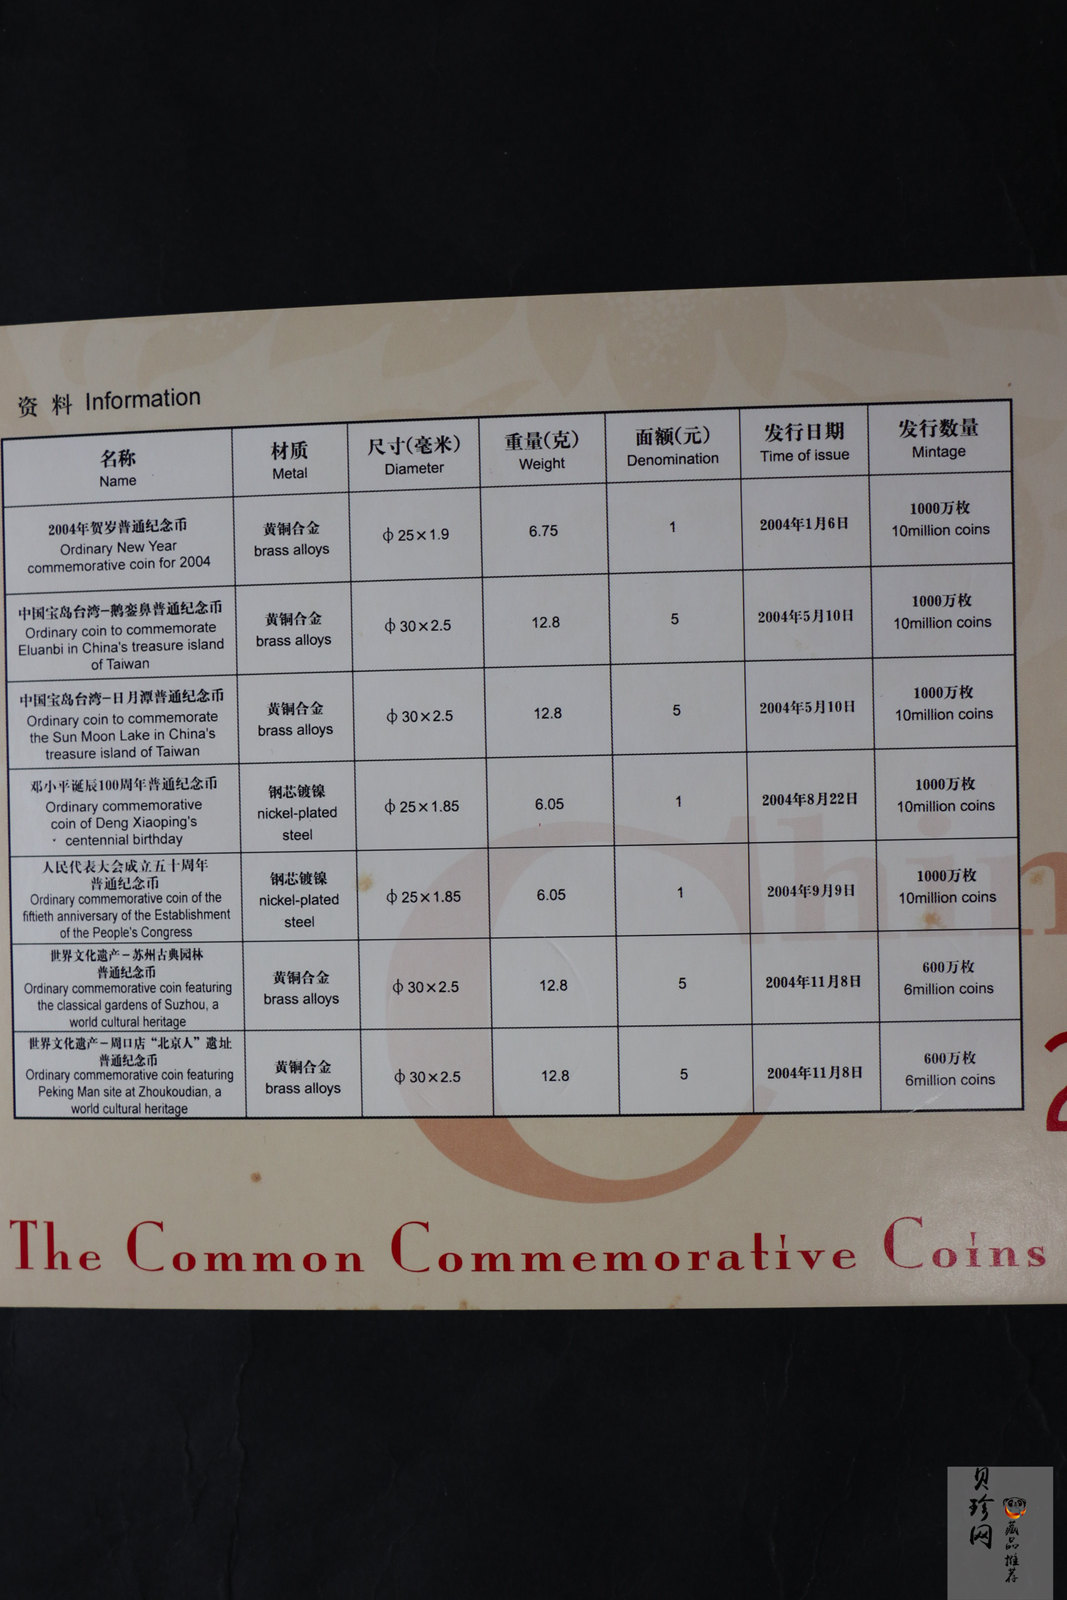 资 料 Information
名称 材质 尺寸(毫米) 重量(克) 面额(元) 发行日期 发行数量
Name Metal Diameter Weight Denomination Time of issue Mintage
2004年贺岁普通纪念币
Ordinary New Year
commemorative coin for 2004
黄铜合金
brass alloys
ф25×1.9
6.75
1
2004年1月6日
1000万枚
10million coins
中国宝岛台湾-鹅銮鼻普通纪念币
Ordinary coin to commemorate
Eluanbi in China's treasure island
of Taiwan
黄铜合金
brass alloys
ф30×2.5
12.8
5
2004年5月10日
1000万枚
10million coins
中国宝岛台湾-日月潭普通纪念币
Ordinary coin to commemorate
the Sun Moon Lake in China's
treasure island of Taiwan
黄铜合金
brass alloys
ф30×2.5
12.8
5
2004年5月10日
1000万枚
10million coins
邓小平诞辰100周年普通纪念币
Ordinary commemorative
coin of Deng Xiaoping's
centennial birthday
钢芯镀镍
nickel-plated
steel
ф25×1.85
6.05
1
2004年8月22日
1000万枚
10million coins
人民代表大会成立五十周年
普通纪念币
Ordinary commemorative coin of the
fiftieth anniversary of the Establishment
of the People's Congress
钢芯镀镍
nickel-plated
steel
ф25×1.85
6.05
1
2004年9月9日
1000万枚
10million coins
世界文化遗产-苏州古典园林
普通纪念币
Ordinary commemorative coin featuring
the classical gardens of Suzhou, a
world cultural heritage
黄铜合金
brass alloys
ф30×2.5
12.8
5
2004年11月8日
600万枚
6million coins
世界文化遗产-周口店“北京人”遗址
普通纪念币
Ordinary commemorative coin featuring
Peking Man site at Zhoukoudian, a
world cultural heritage
黄铜合金
brass alloys
ф30×2.5
12.8
5
2004年11月8日
600万枚
6million coins
Chin
2
The Common Commemorative Coins
贝珍网
藏品推荐